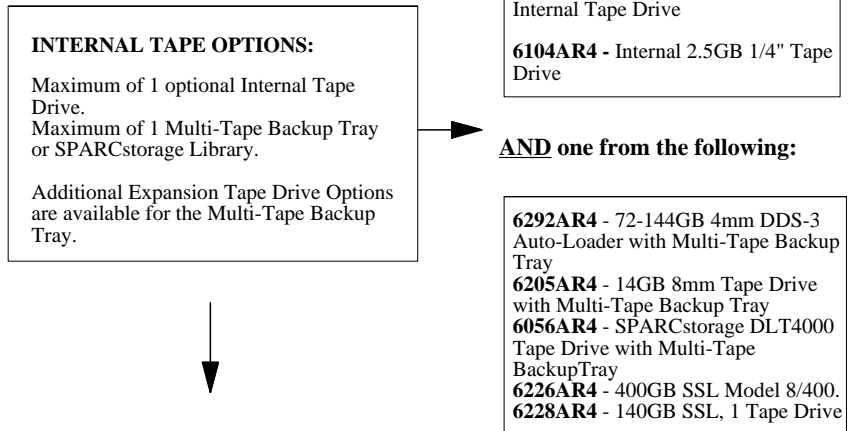 INTERNAL TAPE OPTIONS:
Maximum of 1 optional Internal Tape
Drive.
Maximum of 1 Multi-Tape Backup Tray
or SPARCstorage Library.
Additional Expansion Tape Drive Options
are available for the Multi-Tape Backup
Tray.
Internal Tape Drive
6104AR4 - Internal 2.5GB 1/4" Tape
Drive
AND one from the following:
6292AR4 - 72-144GB 4mm DDS-3
Auto-Loader with Multi-Tape Backup
Tray
6205AR4 - 14GB 8mm Tape Drive
with Multi-Tape Backup Tray
6056AR4 - SPARCstorage DLT4000
Tape Drive with Multi-Tape
BackupTray
6226AR4 - 400GB SSL Model 8/400.
6228AR4 - 140GB SSL, 1 Tape Drive